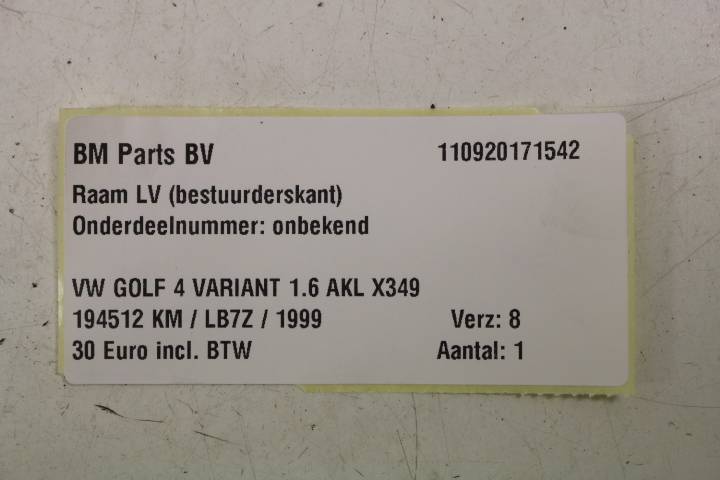 BM Parts BV 110920171542
Raam LV (bestuurderskant)
Onderdeelnummer: onbekend
VW GOLF 4 VARIANT 1.6 AKL X349
194512 KM / LB7Z / 1999 Verz: 8
30 Euro incl. BTW Aantal: 1